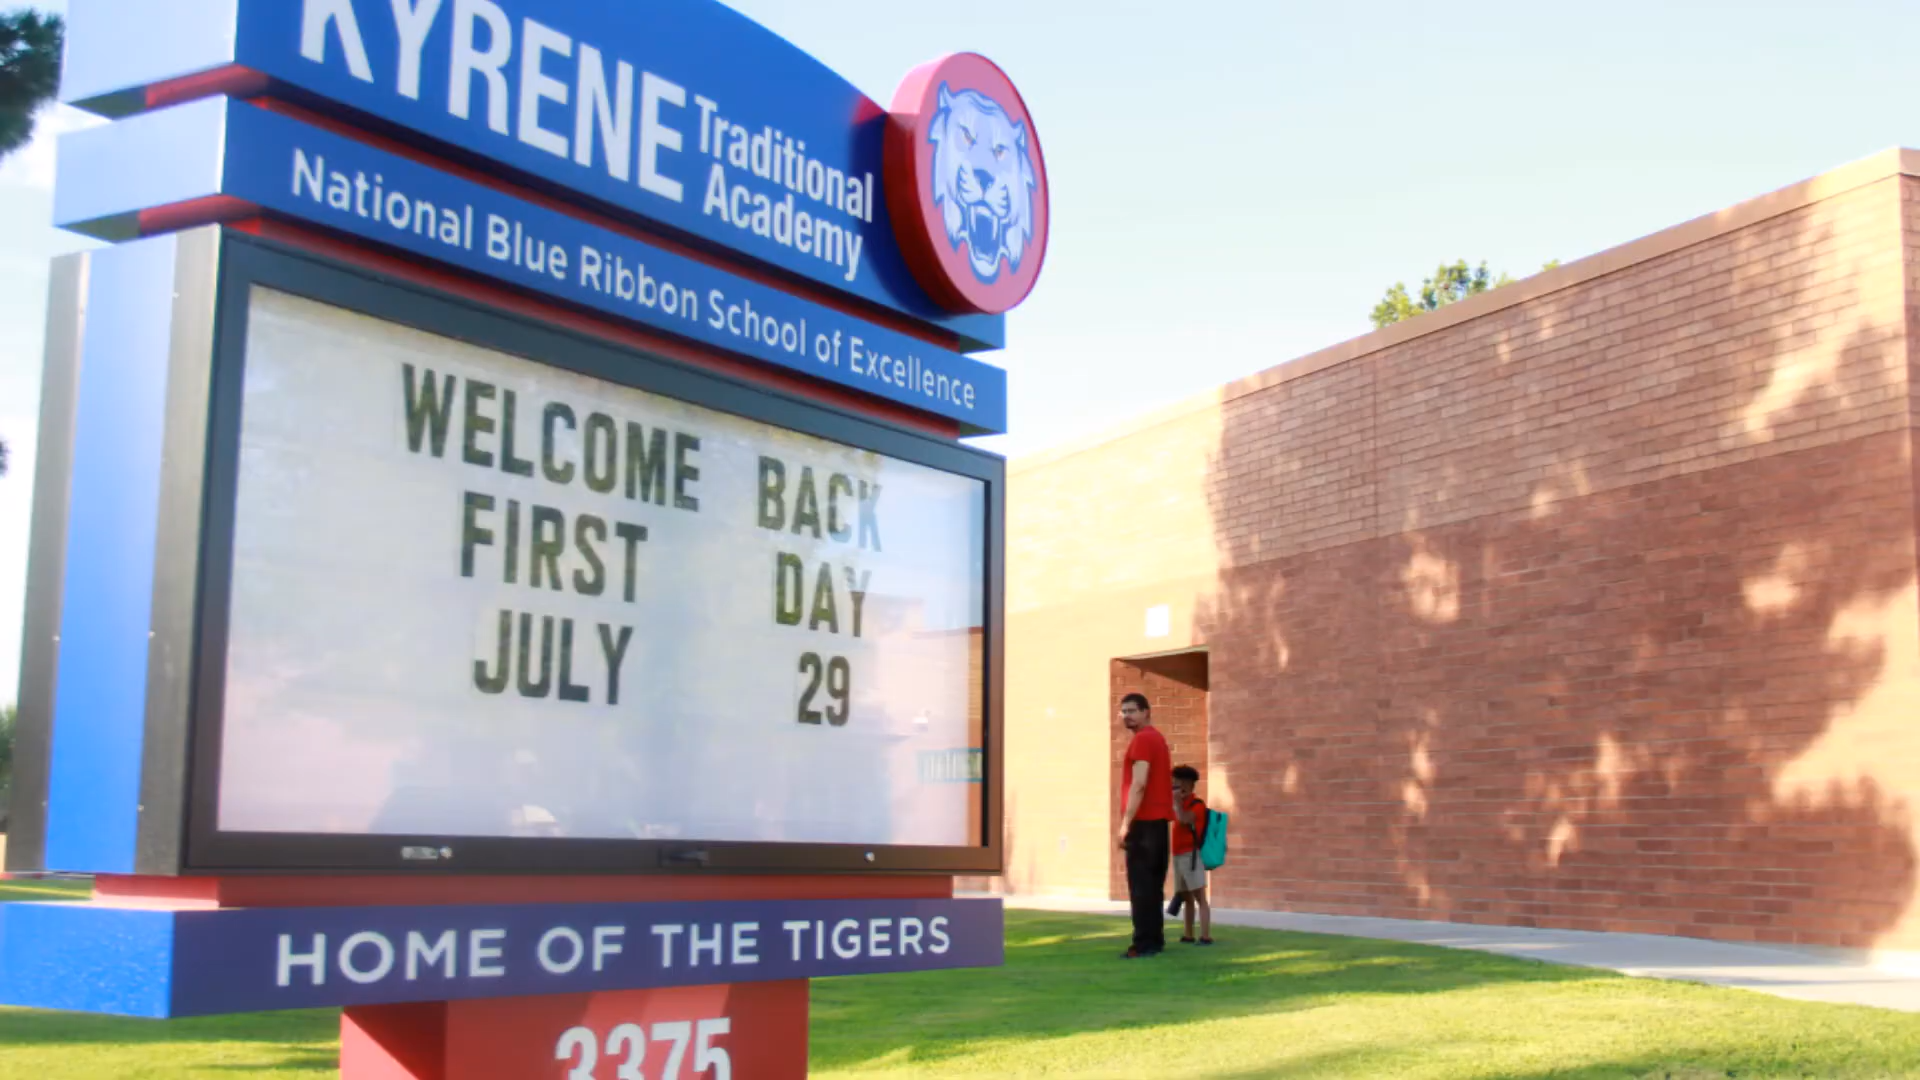 KYRENE Traditional Academy
National Blue Ribbon School of Excellence
WELCOME BACK
FIRST DAY
JULY 29
HOME OF THE TIGERS
3375